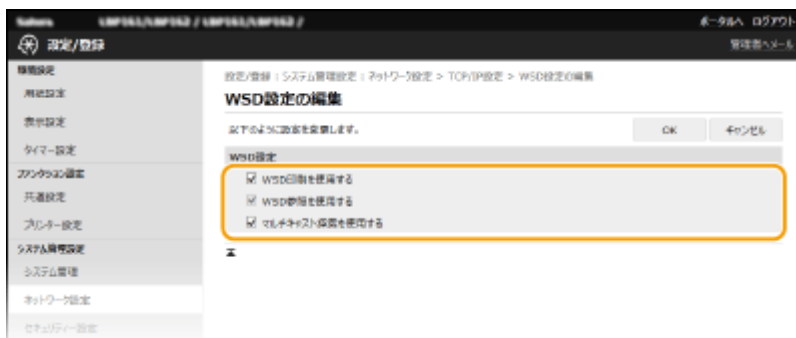 Satera LBP161/LBP162 / LBP161/LBP162 /
ポータルへ ログアウト
設定/登録
管理者へメール
環境設定
用紙設定
表示設定
タイマー設定
ファンクション設定
共通設定
プリンター設定
システム管理設定
システム管理
ネットワーク設定
セキュリティー設定
設定/登録 : システム管理設定 : ネットワーク設定 > TCP/IP設定 > WSD設定の編集
WSD設定の編集
以下のように設定を変更します。
OK キャンセル
WSD設定
WSD印刷を使用する
WSD参照を使用する
マルチキャスト探索を使用する